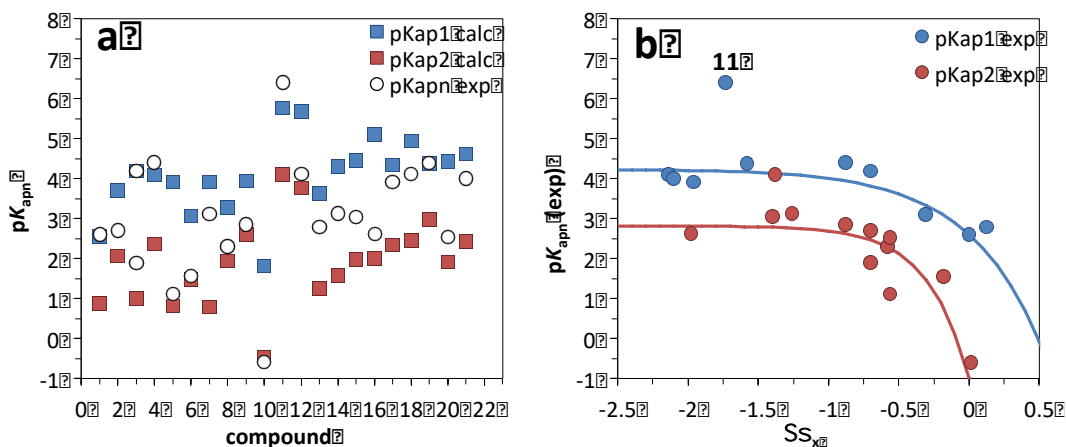 a
pKap1 calc
pKap2 calc
pKapn exp
8
7
6
5
4
3
2
1
0
-1
pKapn
0 2 4 6 8 10 12 14 16 18 20 22
compound
b
pKap1 exp
pKap2 exp
11
8
7
6
5
4
3
2
1
0
-1
pKapn (exp)
-2.5 -2 -1.5 -1 -0.5 0 0.5
Ssx